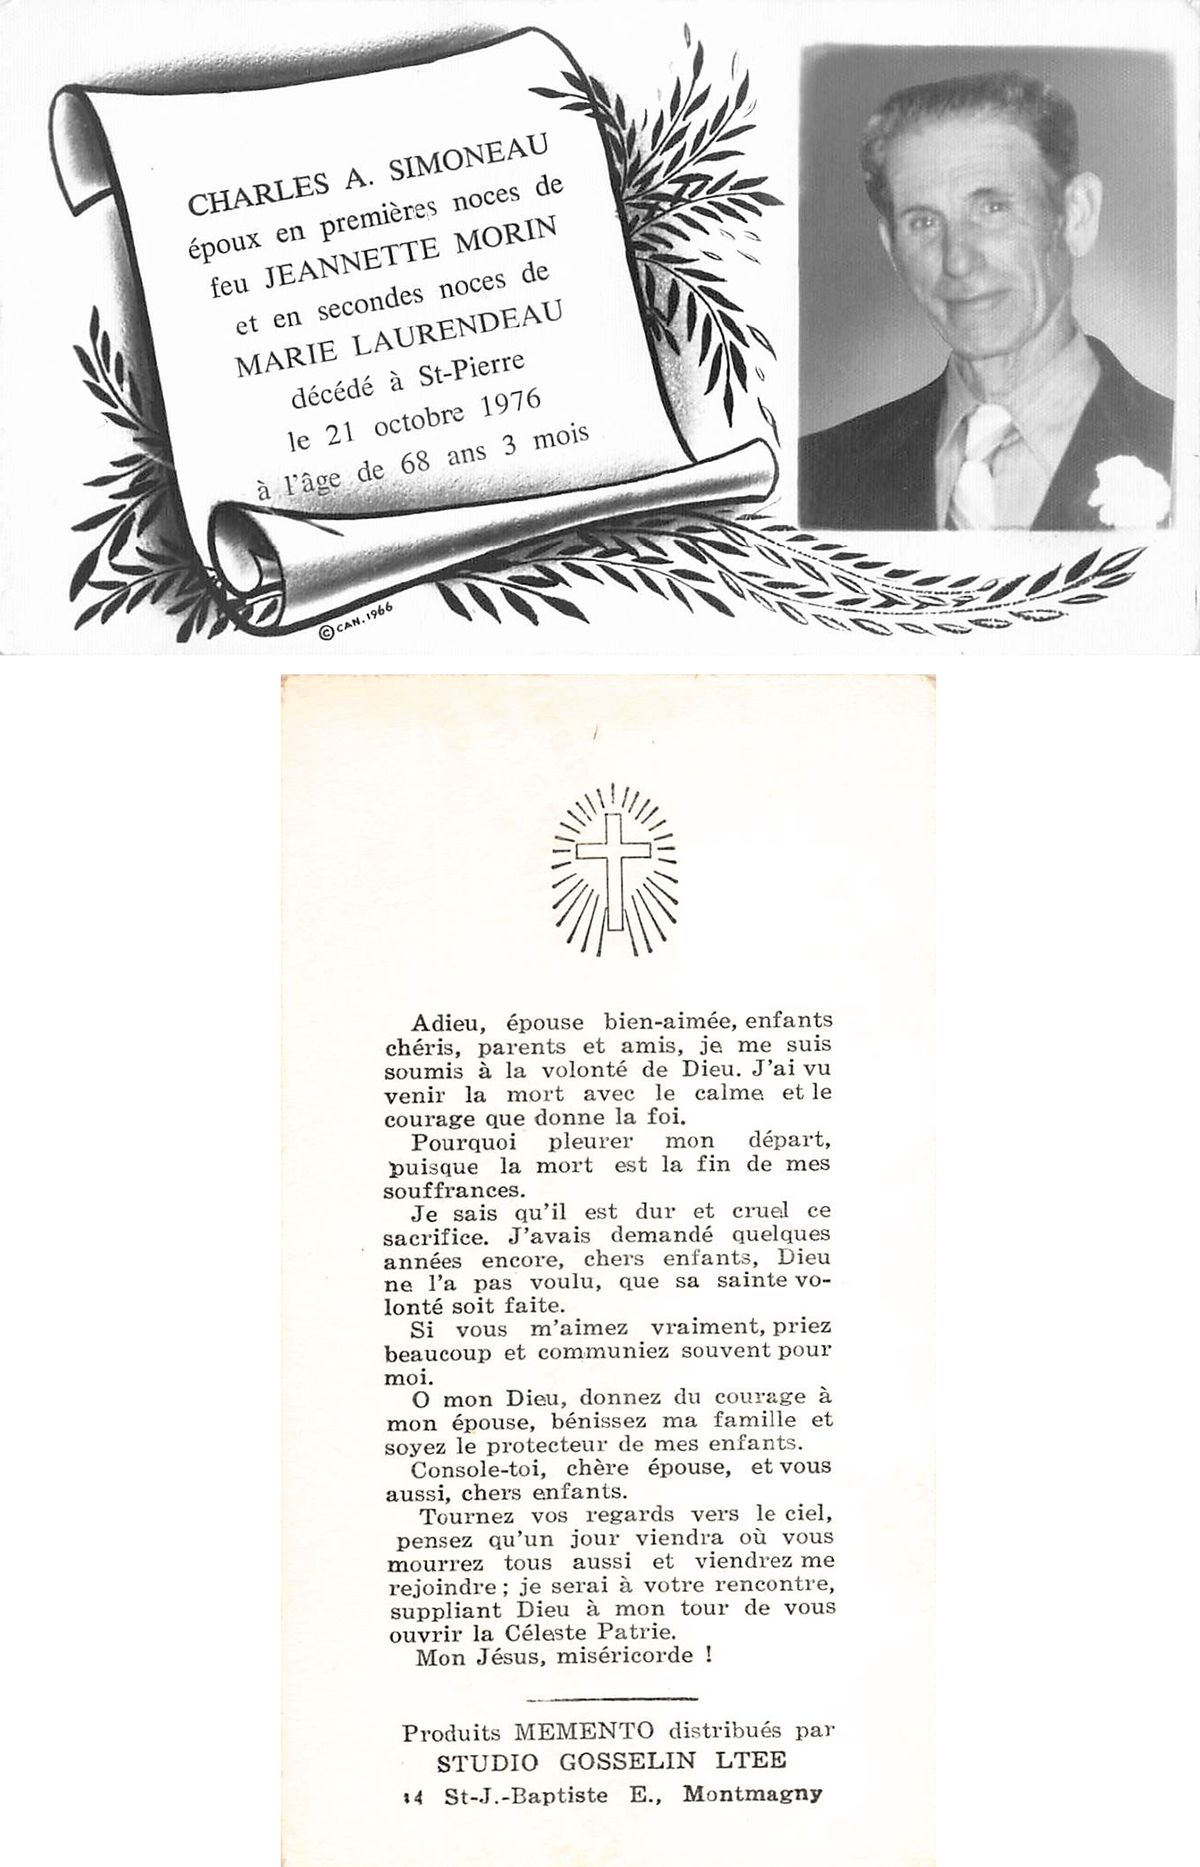 CHARLES A. SIMONEAU
époux en premières noces de
feu JEANNETTE MORIN
et en secondes noces de
MARIE LAURENDEAU
décédé à St-Pierre
le 21 octobre 1976
à l'âge de 68 ans 3 mois
© CAN. 1966
Adieu, épouse bien-aimée, enfants
chéris, parents et amis, je me suis
soumis à la volonté de Dieu. J'ai vu
venir la mort avec le calme et le
courage que donne la foi.
Pourquoi pleurer mon départ,
puisque la mort est la fin de mes
souffrances.
Je sais qu'il est dur et cruel ce
sacrifice. J'avais demandé quelques
années encore, chers enfants, Dieu
ne l'a pas voulu, que sa sainte vo-
lonté soit faite.
Si vous m'aimez vraiment, priez
beaucoup et communiez souvent pour
moi.
O mon Dieu, donnez du courage à
mon épouse, bénissez ma famille et
soyez le protecteur de mes enfants.
Console-toi, chère épouse, et vous
aussi, chers enfants.
Tournez vos regards vers le ciel,
pensez qu'un jour viendra où vous
mourrez tous aussi et viendrez me
rejoindre ; je serai à votre rencontre,
suppliant Dieu à mon tour de vous
ouvrir la Céleste Patrie.
Mon Jésus, miséricorde !
Produits MEMENTO distribués par
STUDIO GOSSELIN LTEE
St-J.-Baptiste E., Montmagny